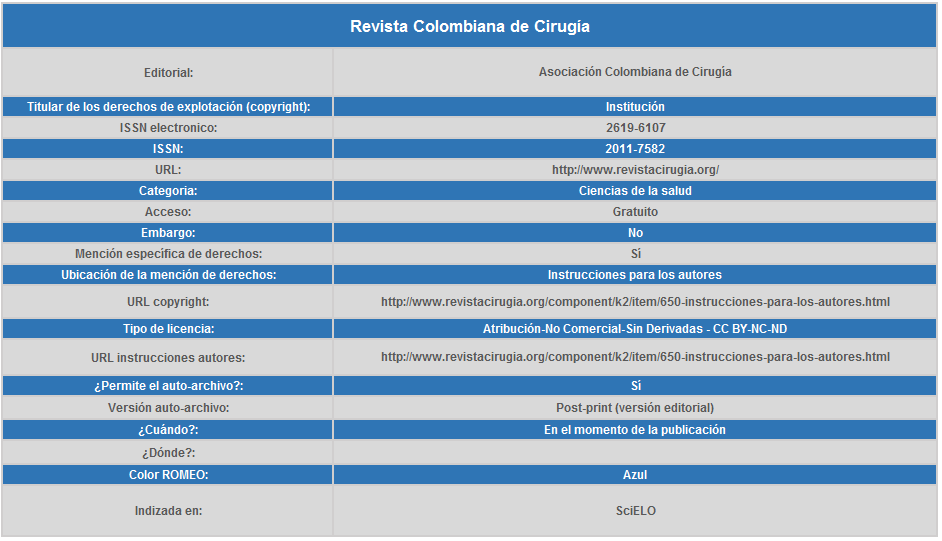 Revista Colombiana de Cirugía
Editorial: Asociación Colombiana de Cirugía
Titular de los derechos de explotación (copyright): Institución
ISSN electronico: 2619-6107
ISSN: 2011-7582
URL: http://www.revistacirugia.org/
Categoría: Ciencias de la salud
Acceso: Gratuito
Embargo: No
Mención específica de derechos: Sí
Ubicación de la mención de derechos: Instrucciones para los autores
URL copyright: http://www.revistacirugia.org/component/k2/item/650-instrucciones-para-los-autores.html
Tipo de licencia: Atribución-No Comercial-Sin Derivadas - CC BY-NC-ND
URL instrucciones autores: http://www.revistacirugia.org/component/k2/item/650-instrucciones-para-los-autores.html
¿Permite el auto-archivo?: Sí
Versión auto-archivo: Post-print (versión editorial)
¿Cuándo?: En el momento de la publicación
¿Dónde?:
Color ROMEO: Azul
Indizada en: SciELO